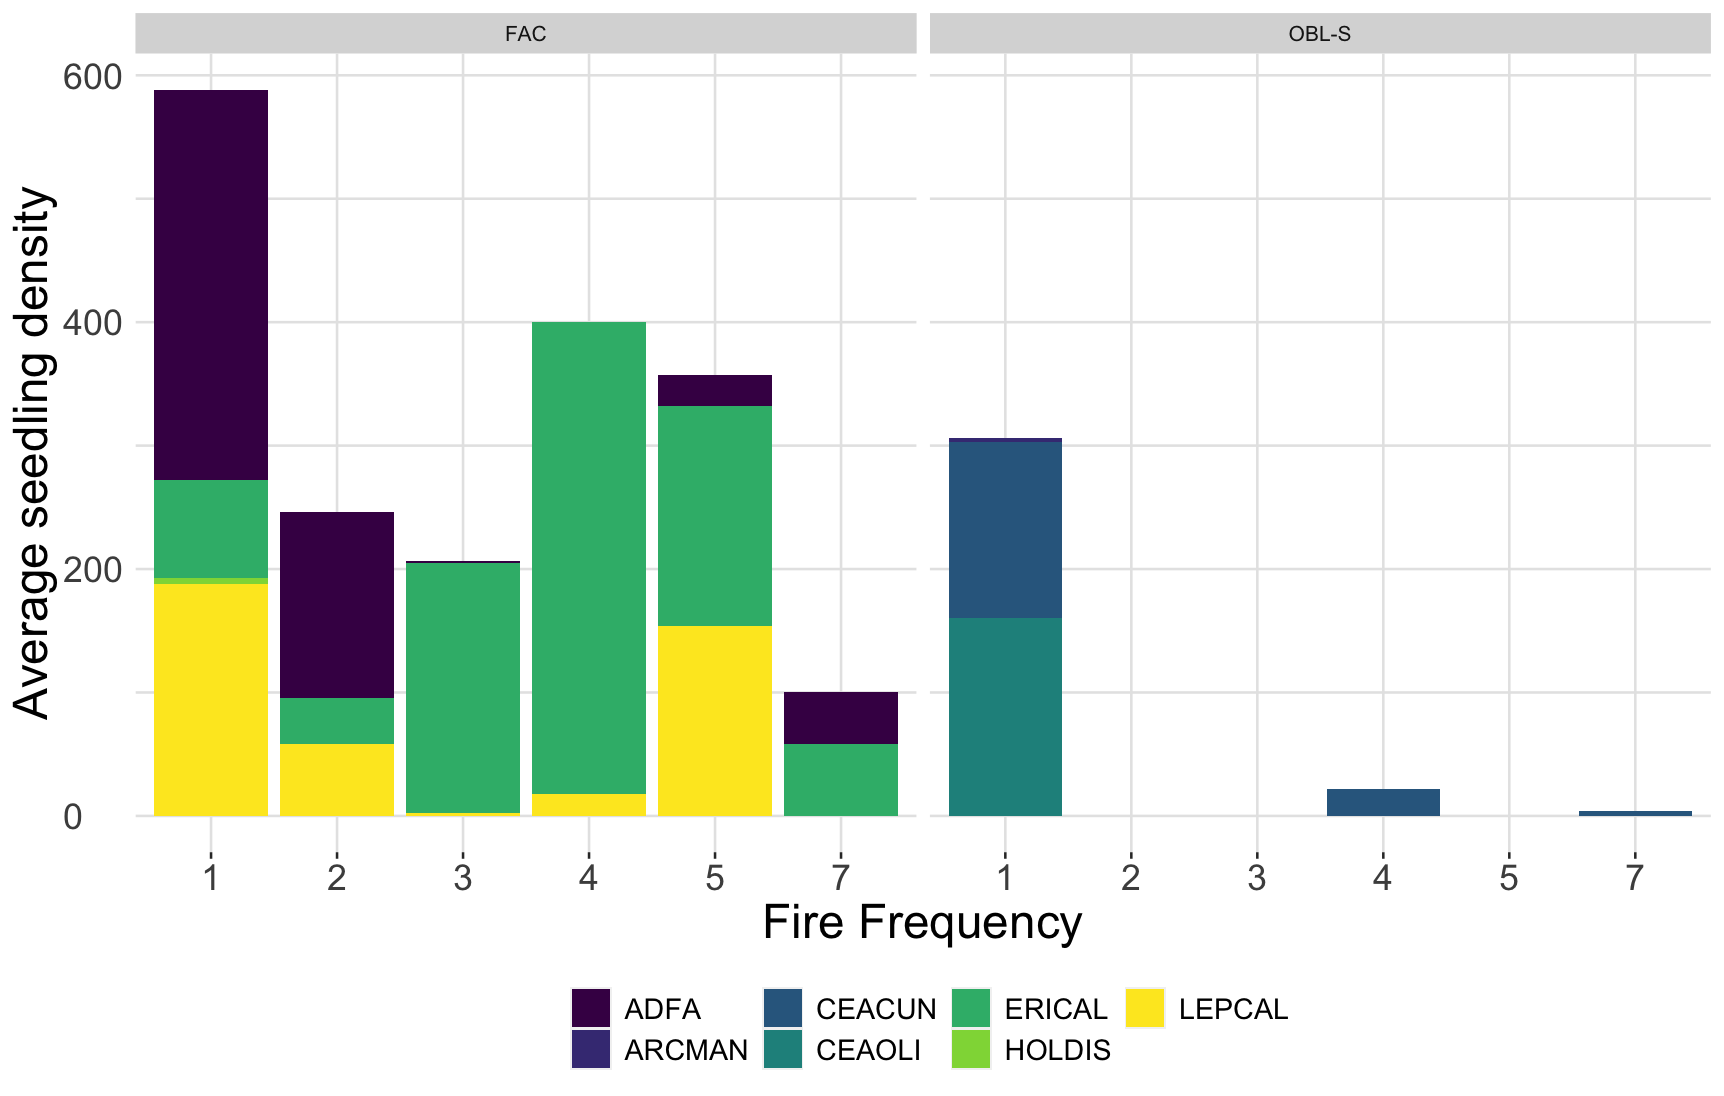 FAC OBL-S
600
400
200
0
Average seedling density
1 2 3 4 5 7 1 2 3 4 5 7
Fire Frequency
ADFA CEACUN ERICAL LEPCAL
ARCMAN CEAOLI HOLDIS